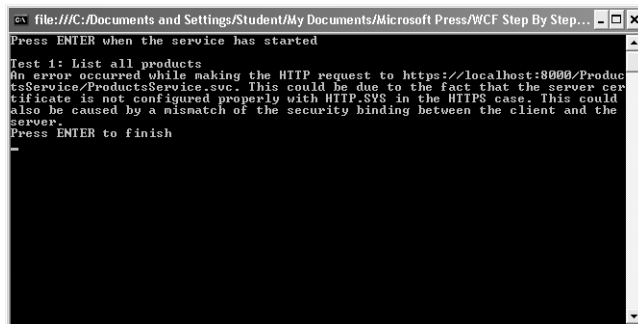 file:///C:/Documents and Settings/Student/My Documents/Microsoft Press/WCF Step By Step...
Press ENTER when the service has started
Test 1: List all products
An error occurred while making the HTTP request to https://localhost:8000/Produc
tsService/ProductsService.svc. This could be due to the fact that the server cer
tificate is not configured properly with HTTP.SYS in the HTTPS case. This could
also be caused by a mismatch of the security binding between the client and the
server.
Press ENTER to finish